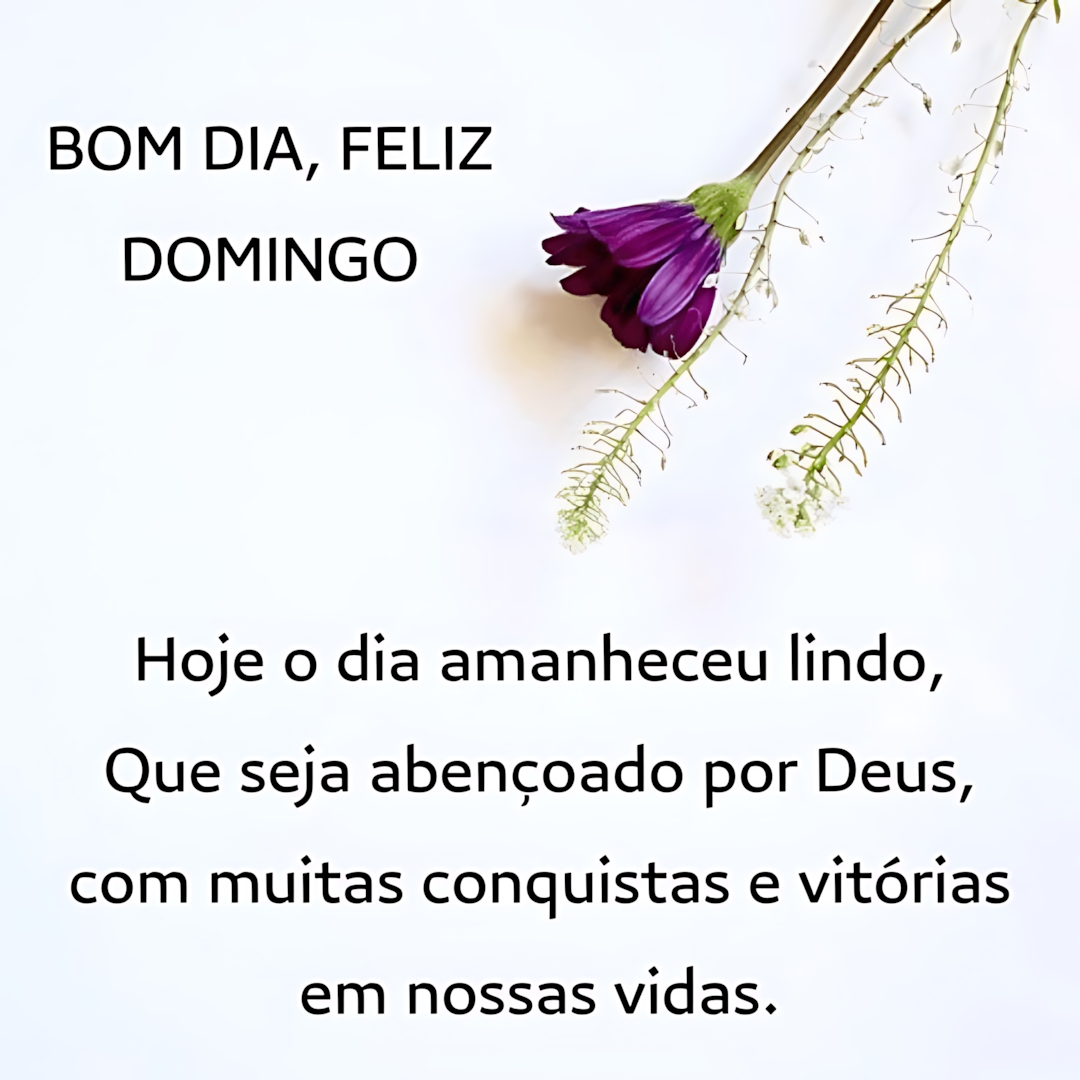 BOM DIA, FELIZ
DOMINGO
Hoje o dia amanheceu lindo,
Que seja abençoado por Deus,
com muitas conquistas e vitórias
em nossas vidas.